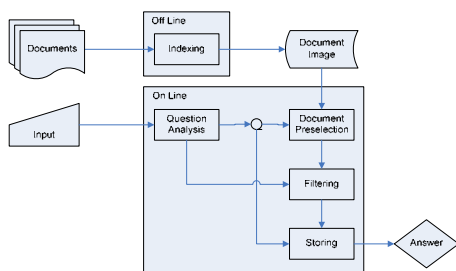 Off Line
Documents
Indexing
Document
Image
On Line
Input
Question
Analysis
Document
Preselection
Filtering
Storing
Answer